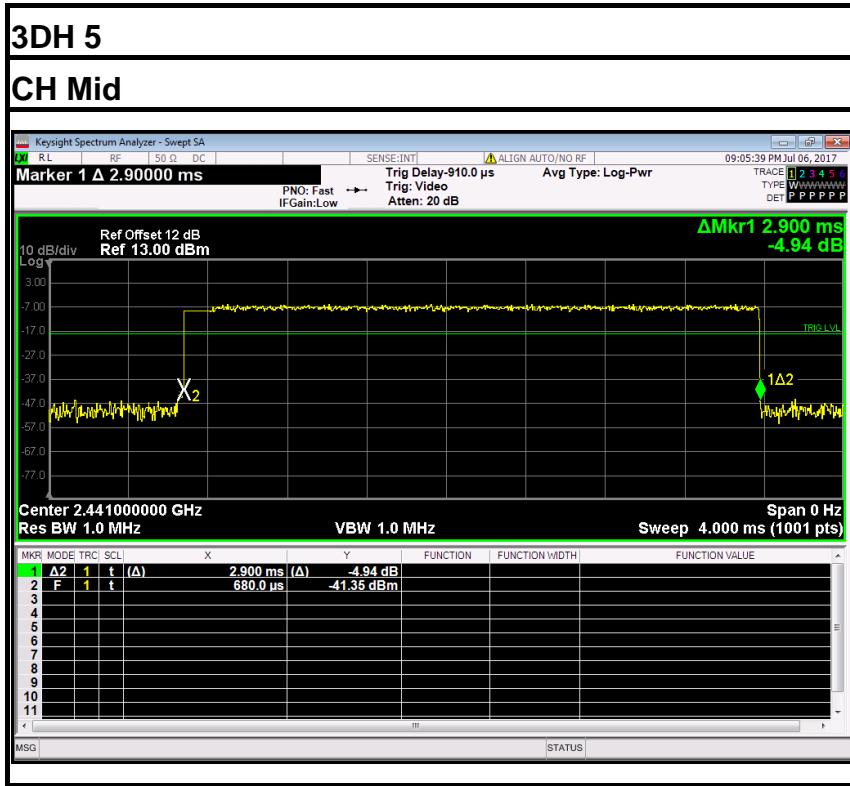 3DH 5
CH Mid
Keysight Spectrum Analyzer - Swept SA
LXI RL RF 50 Ω DC SENSE:INT ALIGN AUTO/NO RF 09:05:39 PM Jul 06, 2017
Marker 1 Δ 2.90000 ms
PNO: Fast
IFGain:Low
Trig Delay-910.0 µs
Trig: Video
Atten: 20 dB
Avg Type: Log-Pwr
TRACE 1 2 3 4 5 6
TYPE WWWWWW
DET P P P P P P
ΔMkr1 2.900 ms
-4.94 dB
Ref Offset 12 dB
10 dB/div Ref 13.00 dBm
Log
3.00
-7.00
-17.0
TRIG LVL
-27.0
-37.0
1Δ2
2
-47.0
-57.0
-67.0
-77.0
Center 2.441000000 GHz Span 0 Hz
Res BW 1.0 MHz VBW 1.0 MHz Sweep 4.000 ms (1001 pts)
MKR MODE TRC SCL X Y FUNCTION FUNCTION WIDTH FUNCTION VALUE
1 Δ2 1 t (Δ) 2.900 ms (Δ) -4.94 dB
2 F 1 t 680.0 µs -41.35 dBm
3
4
5
6
7
8
9
10
11
MSG STATUS